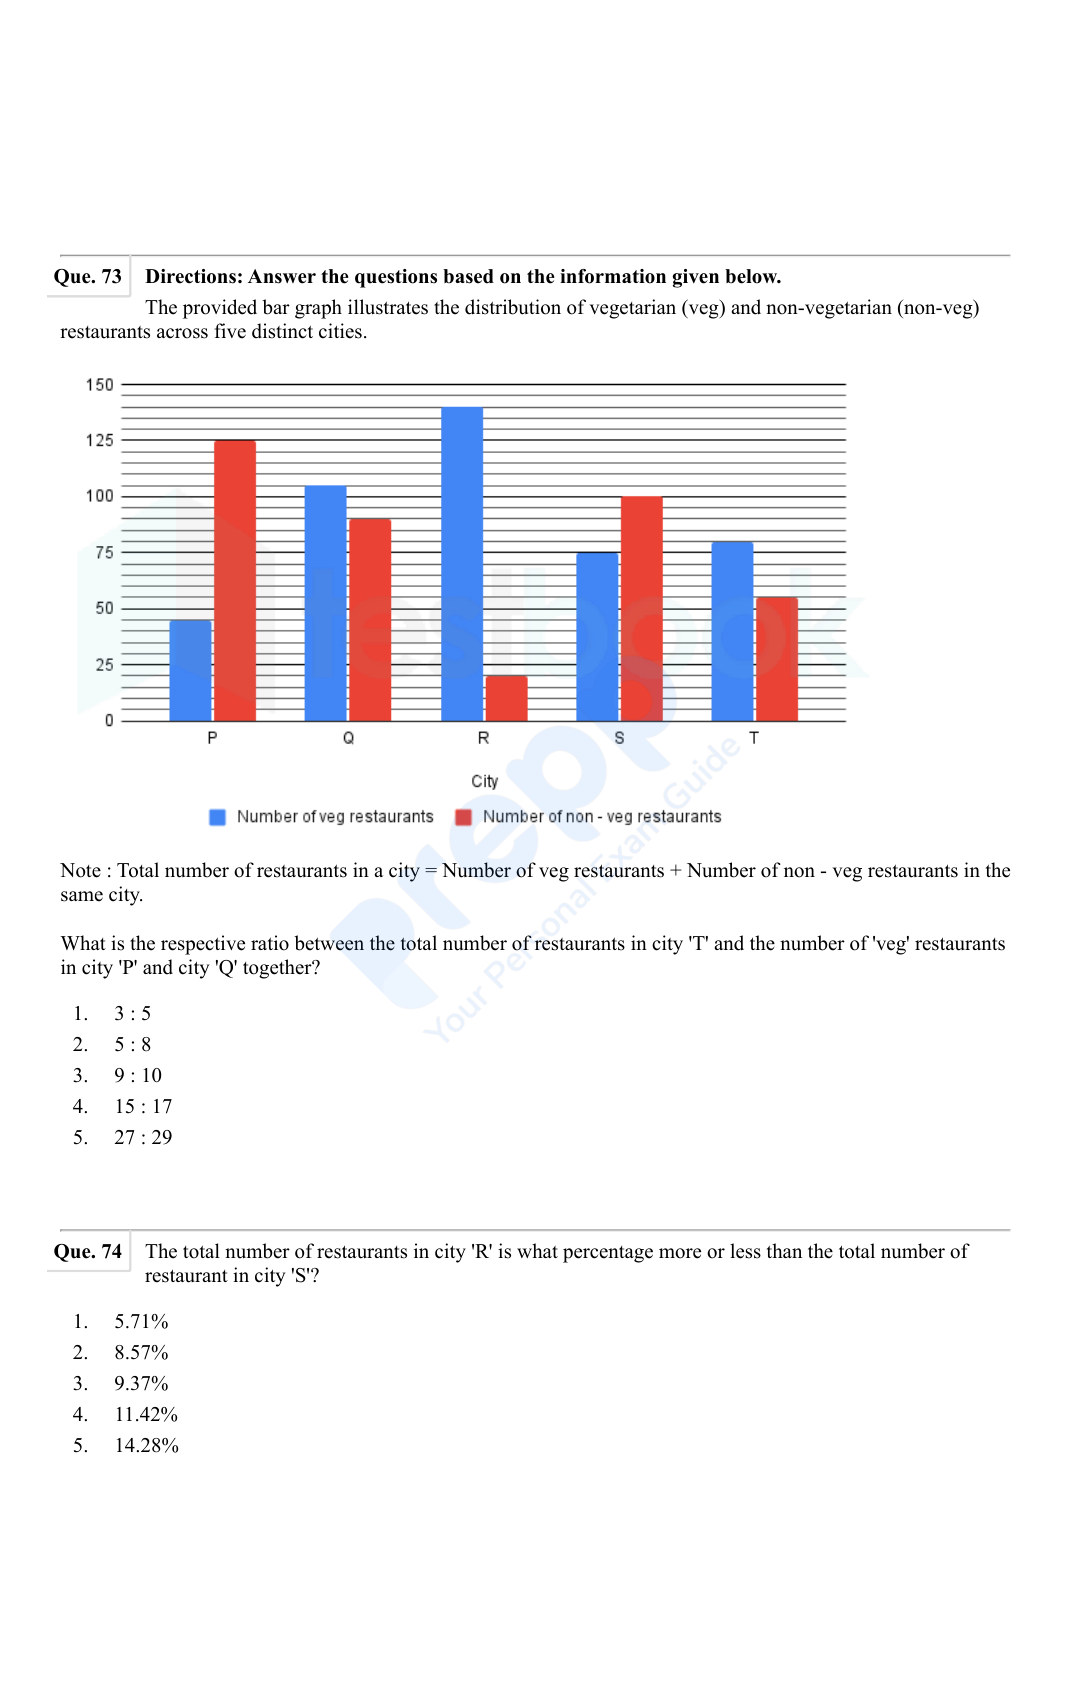 Que. 73 Directions: Answer the questions based on the information given below.
The provided bar graph illustrates the distribution of vegetarian (veg) and non-vegetarian (non-veg)
restaurants across five distinct cities.
150
125
100
75
50
25
0
P Q R S T
City
Number of veg restaurants Number of non - veg restaurants
testbook
prepp
Your Personal Exam Guide
Note : Total number of restaurants in a city = Number of veg restaurants + Number of non - veg restaurants in the
same city.
What is the respective ratio between the total number of restaurants in city 'T' and the number of 'veg' restaurants
in city 'P' and city 'Q' together?
1. 3 : 5
2. 5 : 8
3. 9 : 10
4. 15 : 17
5. 27 : 29
Que. 74 The total number of restaurants in city 'R' is what percentage more or less than the total number of
restaurant in city 'S'?
1. 5.71%
2. 8.57%
3. 9.37%
4. 11.42%
5. 14.28%